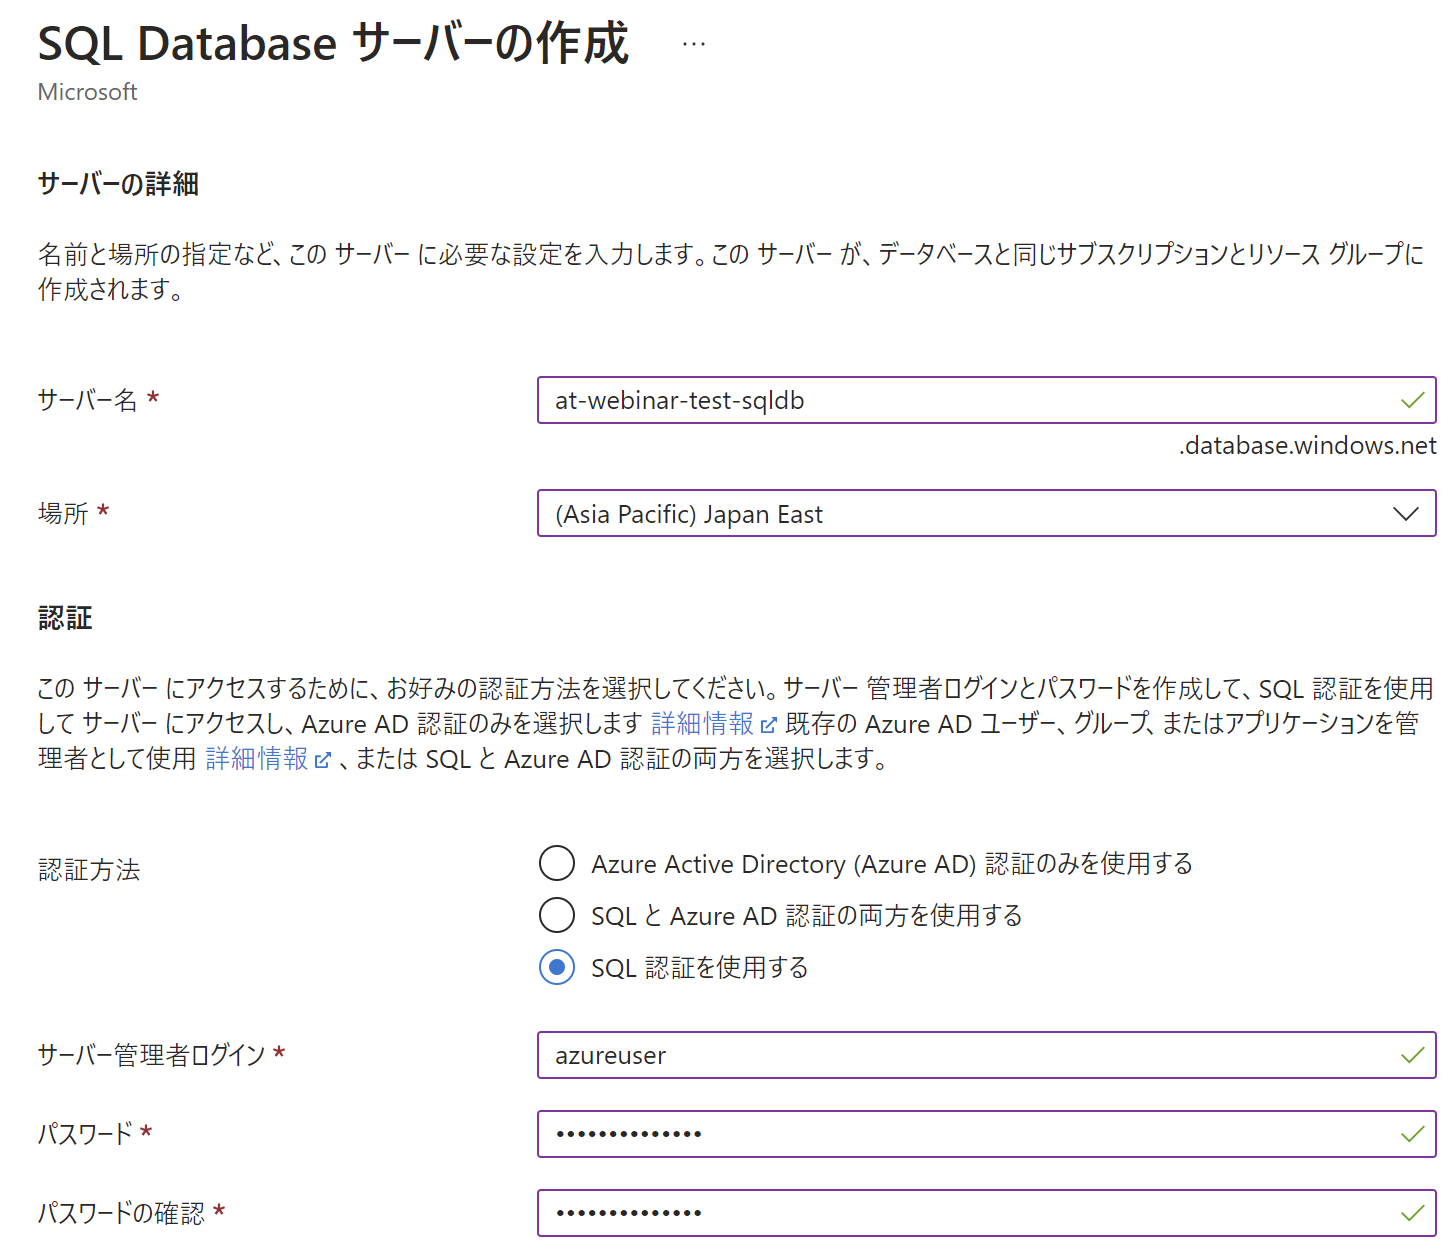 SQL Database サーバーの作成 …
Microsoft
サーバーの詳細
名前と場所の指定など、この サーバー に必要な設定を入力します。この サーバー が、データベースと同じサブスクリプションとリソース グループに
作成されます。
サーバー名 *
at-webinar-test-sqldb
.database.windows.net
場所 *
(Asia Pacific) Japan East
認証
この サーバー にアクセスするために、お好みの認証方法を選択してください。サーバー 管理者ログインとパスワードを作成して、SQL 認証を使用
して サーバー にアクセスし、Azure AD 認証のみを選択します 詳細情報 既存の Azure AD ユーザー、グループ、またはアプリケーションを管
理者として使用 詳細情報 、または SQL と Azure AD 認証の両方を選択します。
認証方法
Azure Active Directory (Azure AD) 認証のみを使用する
SQL と Azure AD 認証の両方を使用する
SQL 認証を使用する
サーバー管理者ログイン *
azureuser
パスワード *
••••••••••••••
パスワードの確認 *
••••••••••••••